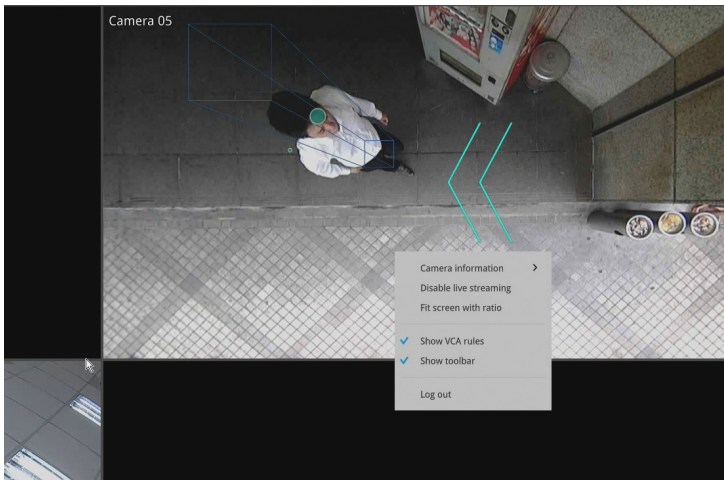 Camera 05
Camera information
Disable live streaming
Fit screen with ratio
Show VCA rules
Show toolbar
Log out